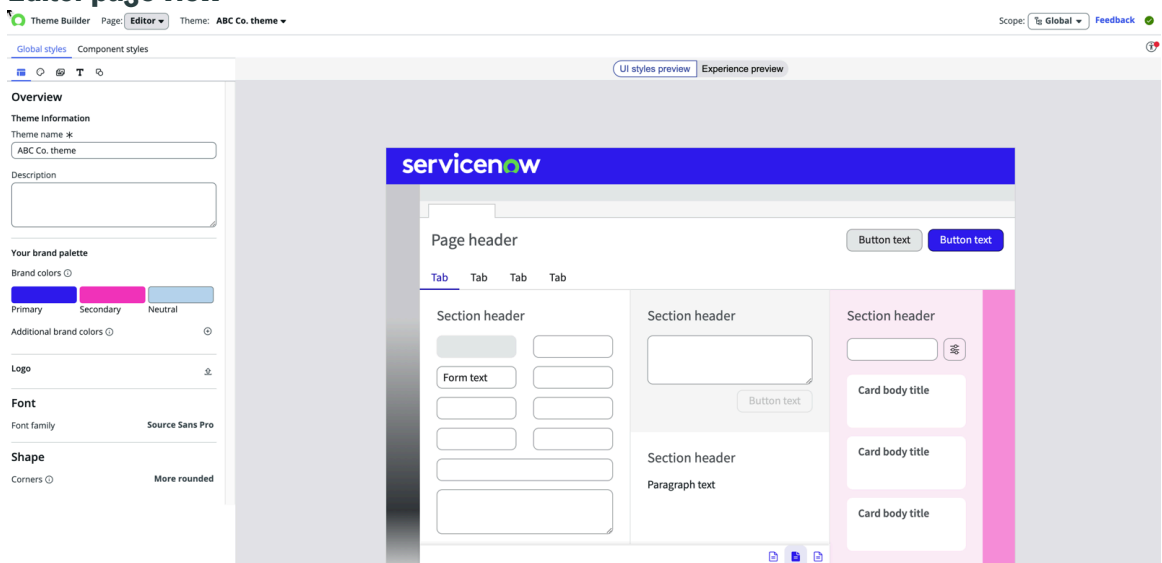 Editor page view
Theme Builder Page: Editor Theme: ABC Co. theme Scope: Global Feedback
Global styles Component styles
UI styles preview Experience preview
Overview
Theme Information
Theme name *
ABC Co. theme
Description
Your brand palette
Brand colors
Primary Secondary Neutral
Additional brand colors
Logo
Font
Font family Source Sans Pro
Shape
Corners More rounded
servicenow
Page header Button text Button text
Tab Tab Tab Tab
Section header
Form text
Section header
Button text
Section header
Paragraph text
Section header
Card body title
Card body title
Card body title